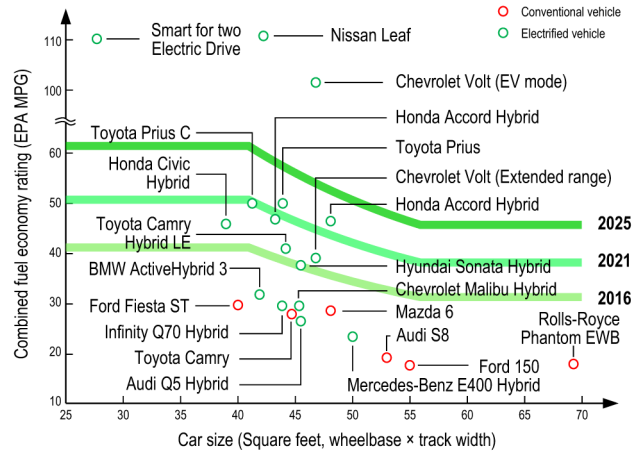 Conventional vehicle
Electrified vehicle
Combined fuel economy rating (EPA MPG)
110
100
60
50
40
30
20
10
Smart for two
Electric Drive
Nissan Leaf
Chevrolet Volt (EV mode)
Honda Accord Hybrid
Toyota Prius C
Toyota Prius
Honda Civic
Hybrid
Chevrolet Volt (Extended range)
Honda Accord Hybrid
2025
Toyota Camry
Hybrid LE
2021
BMW ActiveHybrid 3
Hyundai Sonata Hybrid
Chevrolet Malibu Hybrid
2016
Ford Fiesta ST
Mazda 6
Rolls-Royce
Phantom EWB
Infinity Q70 Hybrid
Audi S8
Toyota Camry
Ford 150
Audi Q5 Hybrid
Mercedes-Benz E400 Hybrid
25
30
35
40
45
50
55
60
65
70
Car size (Square feet, wheelbase × track width)